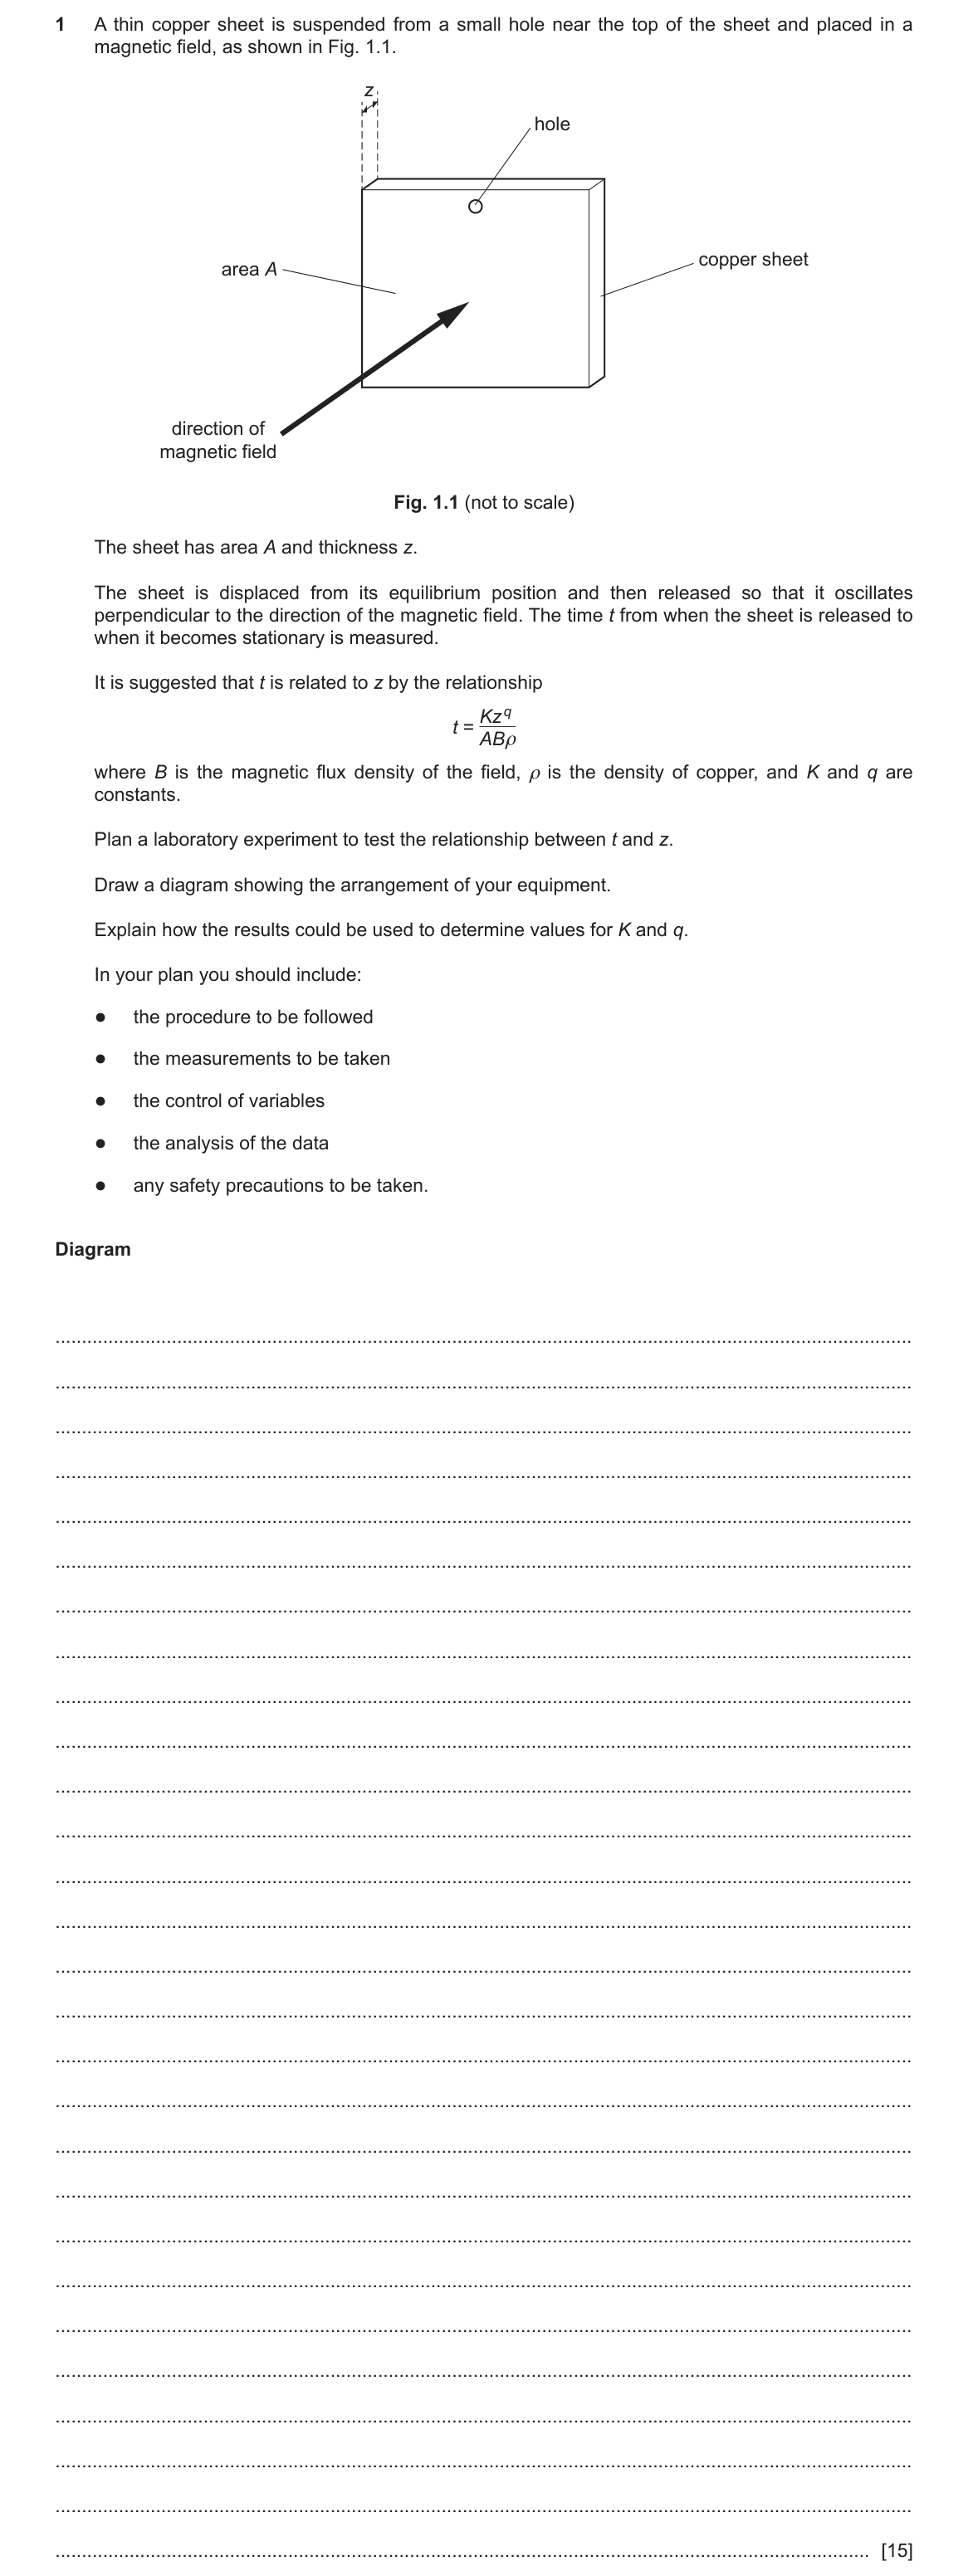 1 A thin copper sheet is suspended from a small hole near the top of the sheet and placed in a
magnetic field, as shown in Fig. 1.1.
z
hole
area A
copper sheet
direction of
magnetic field
Fig. 1.1 (not to scale)
The sheet has area A and thickness z.
The sheet is displaced from its equilibrium position and then released so that it oscillates
perpendicular to the direction of the magnetic field. The time t from when the sheet is released to
when it becomes stationary is measured.
It is suggested that t is related to z by the relationship
t = Kz^q / ABρ
where B is the magnetic flux density of the field, ρ is the density of copper, and K and q are
constants.
Plan a laboratory experiment to test the relationship between t and z.
Draw a diagram showing the arrangement of your equipment.
Explain how the results could be used to determine values for K and q.
In your plan you should include:
● the procedure to be followed
● the measurements to be taken
● the control of variables
● the analysis of the data
● any safety precautions to be taken.
Diagram
[15]